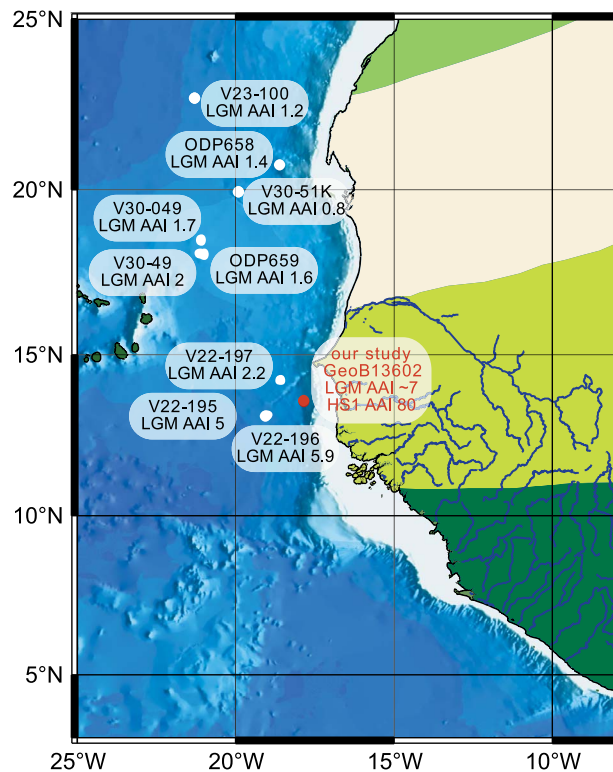 25°N
V23-100
LGM AAI 1.2
ODP658
LGM AAI 1.4
20°N
V30-51K
LGM AAI 0.8
V30-049
LGM AAI 1.7
V30-49
LGM AAI 2
ODP659
LGM AAI 1.6
15°N
V22-197
LGM AAI 2.2
our study
GeoB13602
LGM AAI ~7
HS1 AAI 80
V22-195
LGM AAI 5
V22-196
LGM AAI 5.9
10°N
5°N
25°W
20°W
15°W
10°W